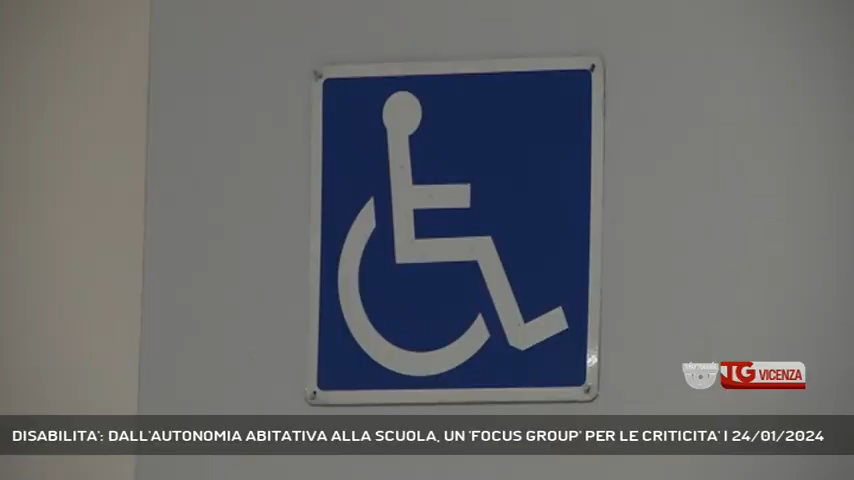 TG VICENZA
DISABILITA': DALL'AUTONOMIA ABITATIVA ALLA SCUOLA, UN 'FOCUS GROUP' PER LE CRITICITA' | 24/01/2024